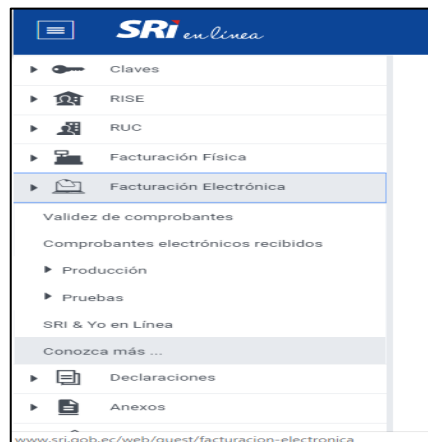 SRi en línea
Claves
RISE
RUC
Facturación Física
Facturación Electrónica
Validez de comprobantes
Comprobantes electrónicos recibidos
Producción
Pruebas
SRI & Yo en Línea
Conozca más ...
Declaraciones
Anexos
www.sri.gob.ec/web/guest/facturacion-electronica